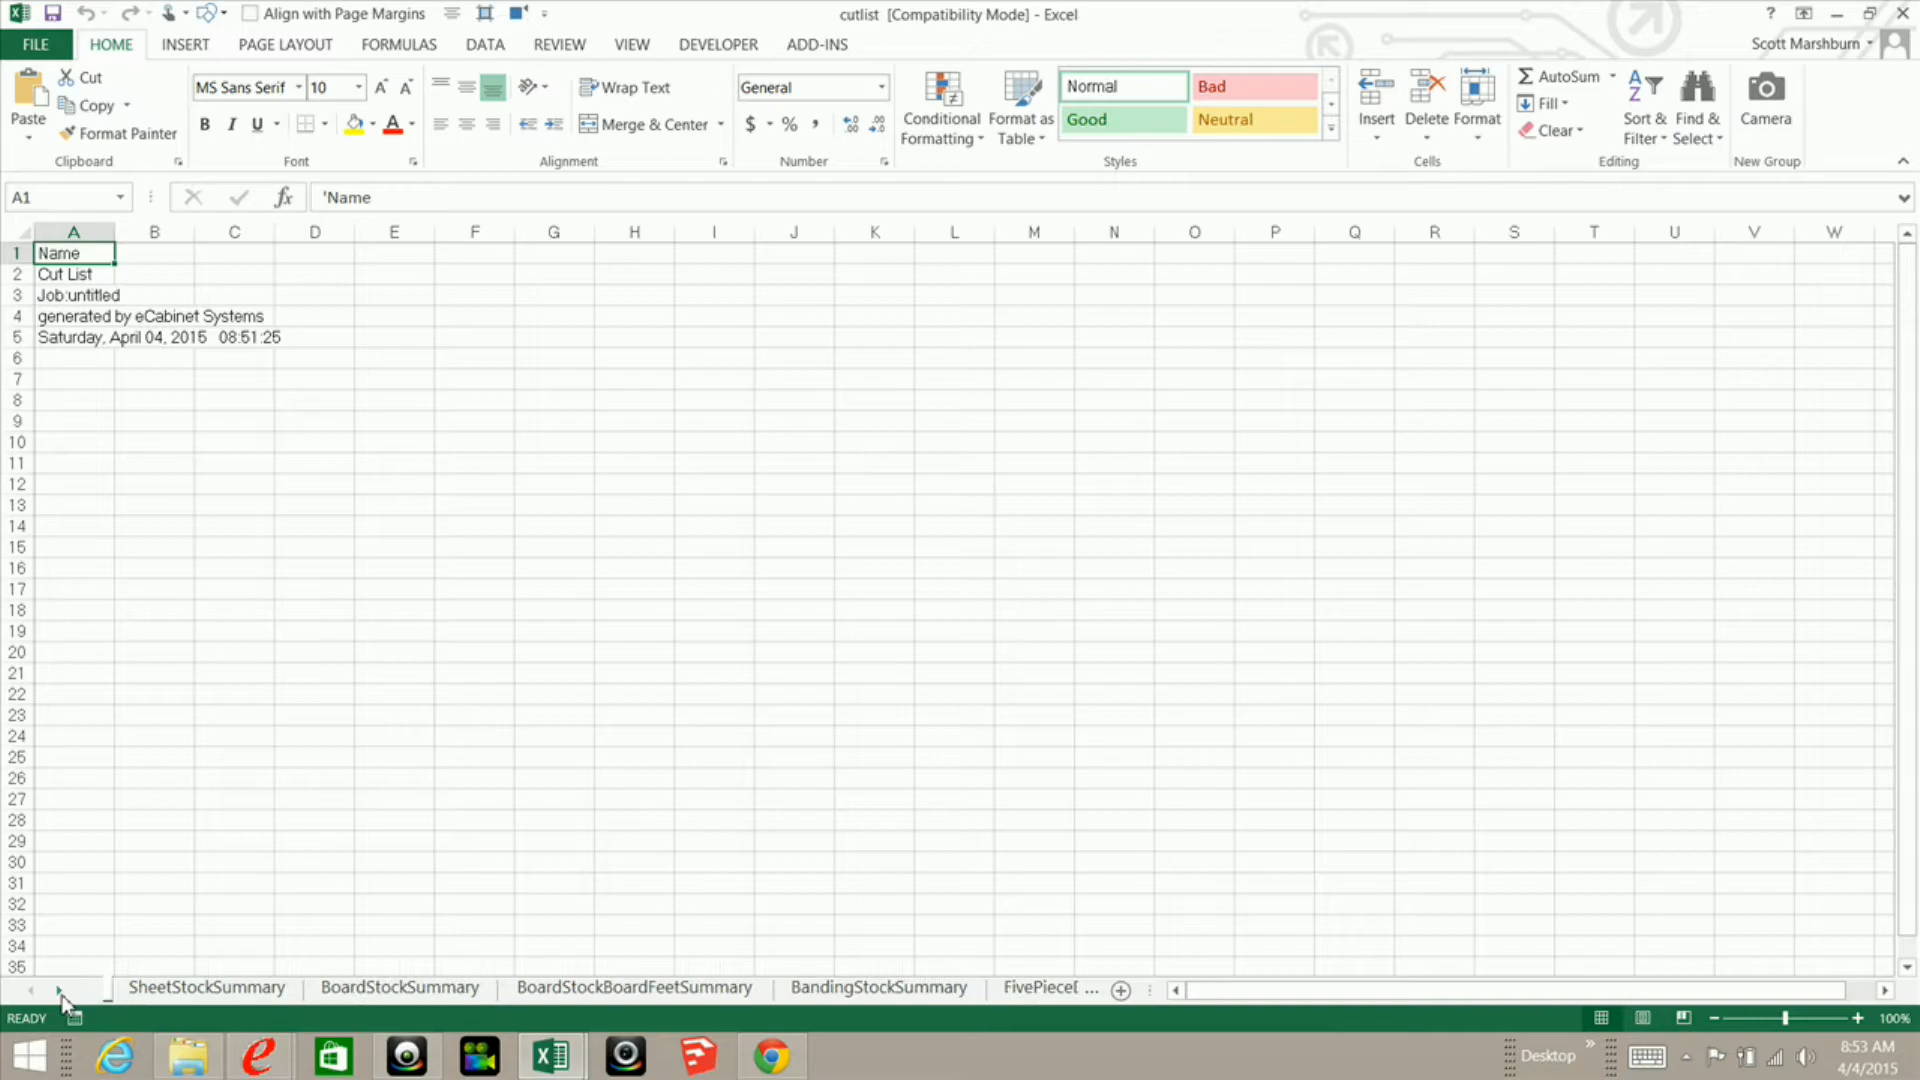 Align with Page Margins
cutlist [Compatibility Mode] - Excel
?
FILE HOME INSERT PAGE LAYOUT FORMULAS DATA REVIEW VIEW DEVELOPER ADD-INS
Scott Marshburn
Paste
Cut
Copy
Format Painter
Clipboard
MS Sans Serif 10
B I U
Font
Wrap Text
Merge & Center
Alignment
General
$ % ,
Number
Conditional Formatting
Format as Table
Normal Bad
Good Neutral
Styles
Insert Delete Format
Cells
AutoSum
Fill
Clear
Sort & Filter
Find & Select
Editing
Camera
New Group
A1
fx
'Name
A B C D E F G H I J K L M N O P Q R S T U V W
1 Name
2 Cut List
3 Job:untitled
4 generated by eCabinet Systems
5 Saturday, April 04, 2015 08:51:25
6
7
8
9
10
11
12
13
14
15
16
17
18
19
20
21
22
23
24
25
26
27
28
29
30
31
32
33
34
35
SheetStockSummary BoardStockSummary BoardStockBoardFeetSummary BandingStockSummary FivePieceD ...
READY
100%
Desktop
8:53 AM
4/4/2015